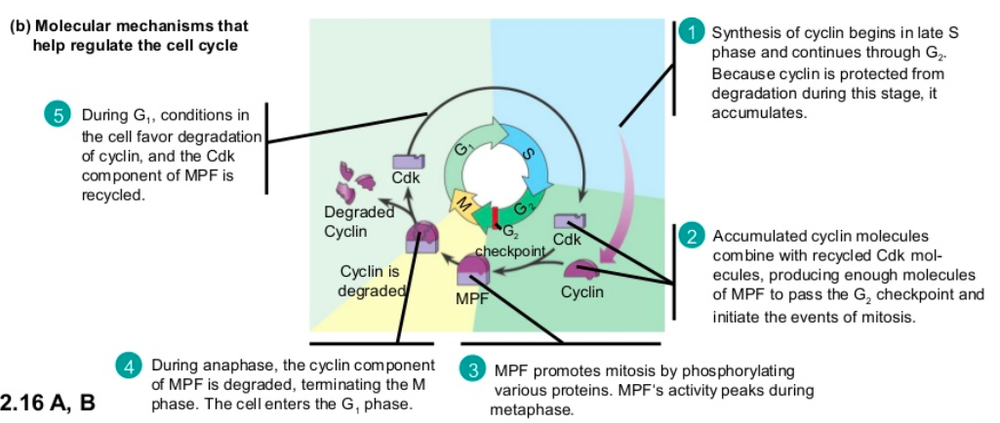 (b) Molecular mechanisms that
help regulate the cell cycle
1
Synthesis of cyclin begins in late S
phase and continues through G₂.
Because cyclin is protected from
degradation during this stage, it
accumulates.
5
During G₁, conditions in
the cell favor degradation
of cyclin, and the Cdk
component of MPF is
recycled.
G₁
S
G₂
M
Cdk
Degraded
Cyclin
G₂
checkpoint
Cdk
Cyclin is
degraded
MPF
Cyclin
2
Accumulated cyclin molecules
combine with recycled Cdk mol-
ecules, producing enough molecules
of MPF to pass the G₂ checkpoint and
initiate the events of mitosis.
4
During anaphase, the cyclin component
of MPF is degraded, terminating the M
phase. The cell enters the G₁ phase.
3
MPF promotes mitosis by phosphorylating
various proteins. MPF's activity peaks during
metaphase.
2.16 A, B